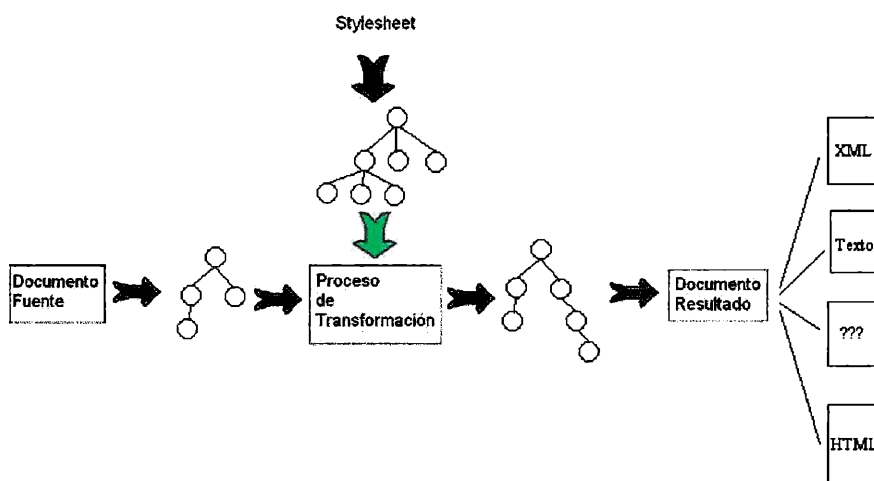 Stylesheet
Documento
Fuente
Proceso
de
Transformación
Documento
Resultado
XML
Texto
???
HTML